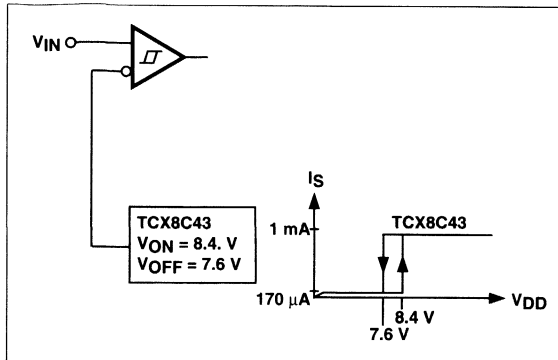 VIN
TCX8C43
VON = 8.4. V
VOFF = 7.6 V
IS
TCX8C43
1 mA
170 μA
VDD
8.4 V
7.6 V